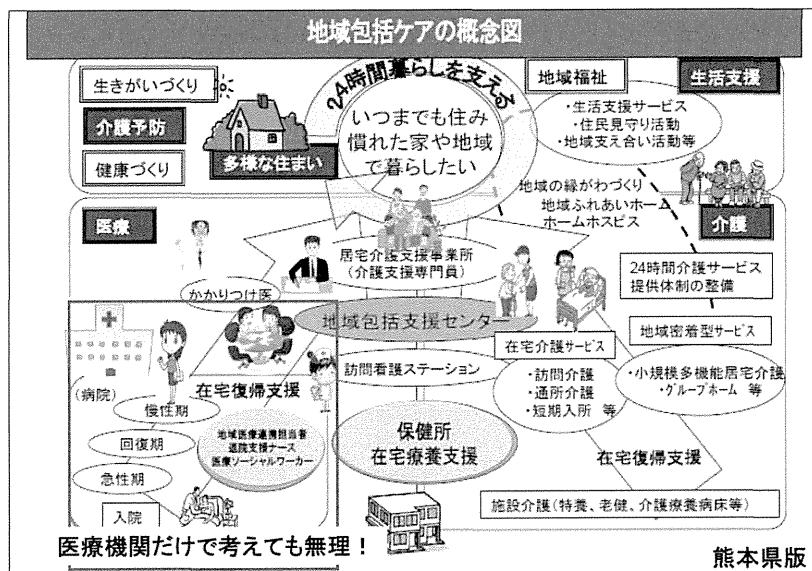 地域包括ケアの概念図
24時間暮らしを支える
生きがいづくり
介護予防
健康づくり
多様な住まい
いつまでも住み
慣れた家や地域
で暮らしたい
地域福祉
生活支援
・生活支援サービス
・住民見守り活動
・地域支え合い活動等
地域の縁がわづくり
地域ふれあいホーム
ホームホスピス
医療
介護
居宅介護支援事業所
(介護支援専門員)
かかりつけ医
24時間介護サービス
提供体制の整備
地域包括支援センター
地域密着型サービス
在宅介護サービス
訪問看護ステーション
(病院)
在宅復帰支援
・訪問介護
・通所介護
・短期入所 等
・小規模多機能居宅介護
・グループホーム 等
慢性期
回復期
急性期
入院
地域医療連携担当者
退院支援ナース
医療ソーシャルワーカー
保健所
在宅療養支援
在宅復帰支援
施設介護(特養、老健、介護療養病床等)
医療機関だけで考えても無理！
熊本県版